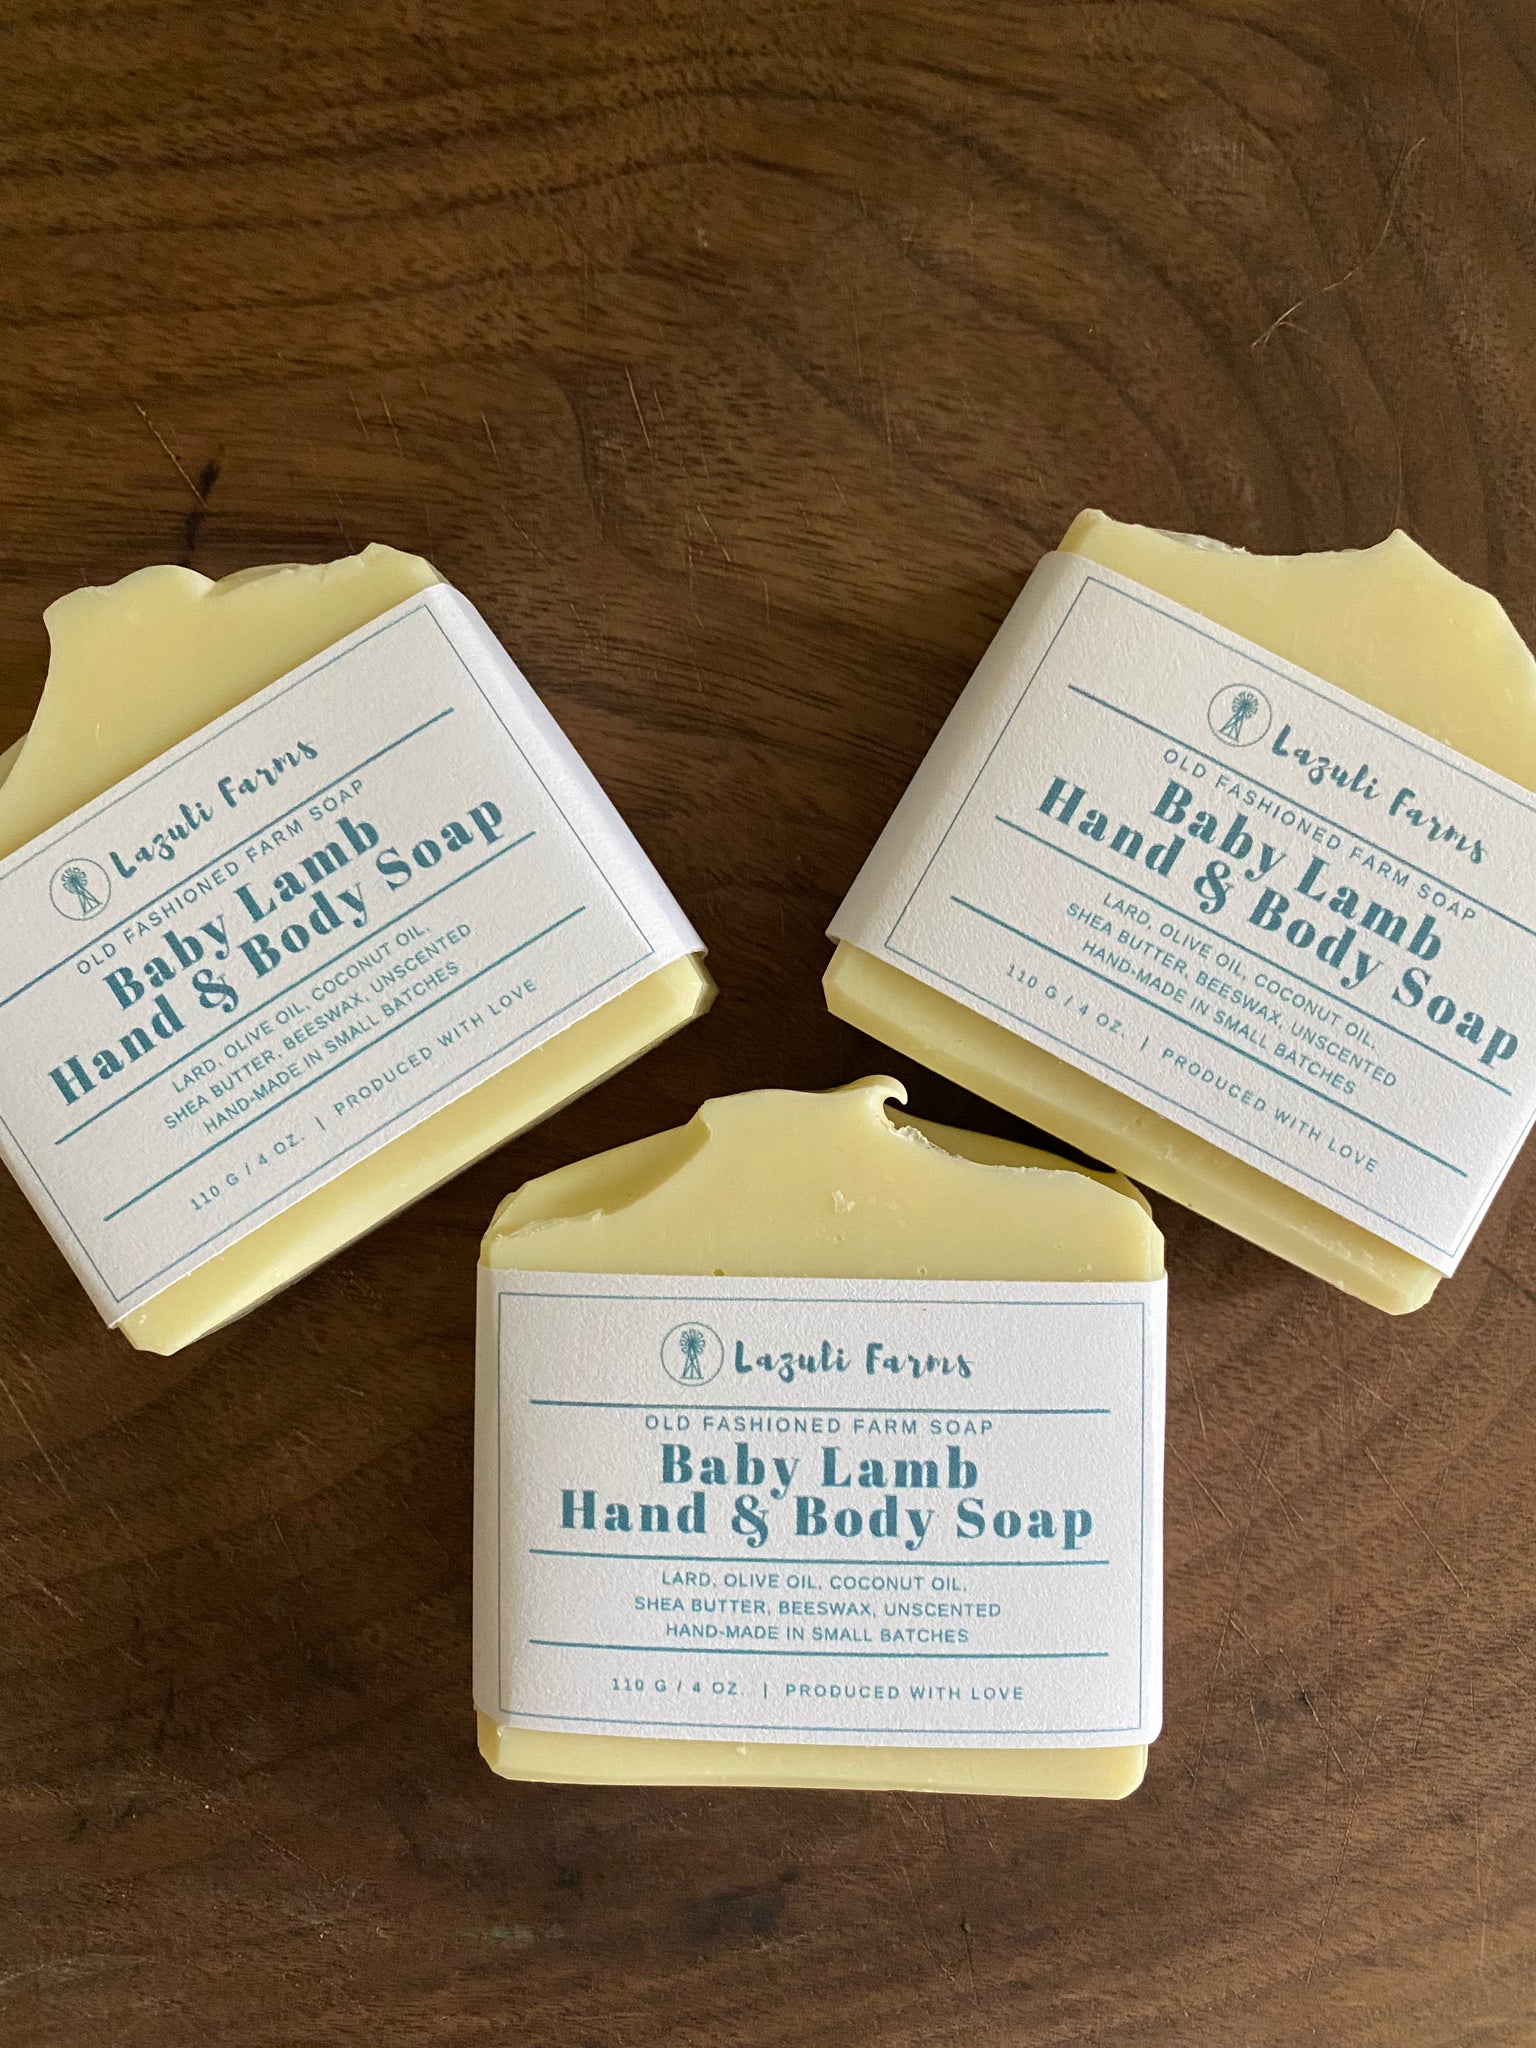 Lazuli Farms
OLD FASHIONED FARM SOAP
Baby Lamb
Hand & Body Soap
LARD, OLIVE OIL, COCONUT OIL,
SHEA BUTTER, BEESWAX, UNSCENTED
HAND-MADE IN SMALL BATCHES
110 G / 4 OZ. | PRODUCED WITH LOVE
Lazuli Farms
OLD FASHIONED FARM SOAP
Baby Lamb
Hand & Body Soap
LARD, OLIVE OIL, COCONUT OIL,
SHEA BUTTER, BEESWAX, UNSCENTED
HAND-MADE IN SMALL BATCHES
110 G / 4 OZ. | PRODUCED WITH LOVE
Lazuli Farms
OLD FASHIONED FARM SOAP
Baby Lamb
Hand & Body Soap
LARD, OLIVE OIL, COCONUT OIL,
SHEA BUTTER, BEESWAX, UNSCENTED
HAND-MADE IN SMALL BATCHES
110 G / 4 OZ. | PRODUCED WITH LOVE